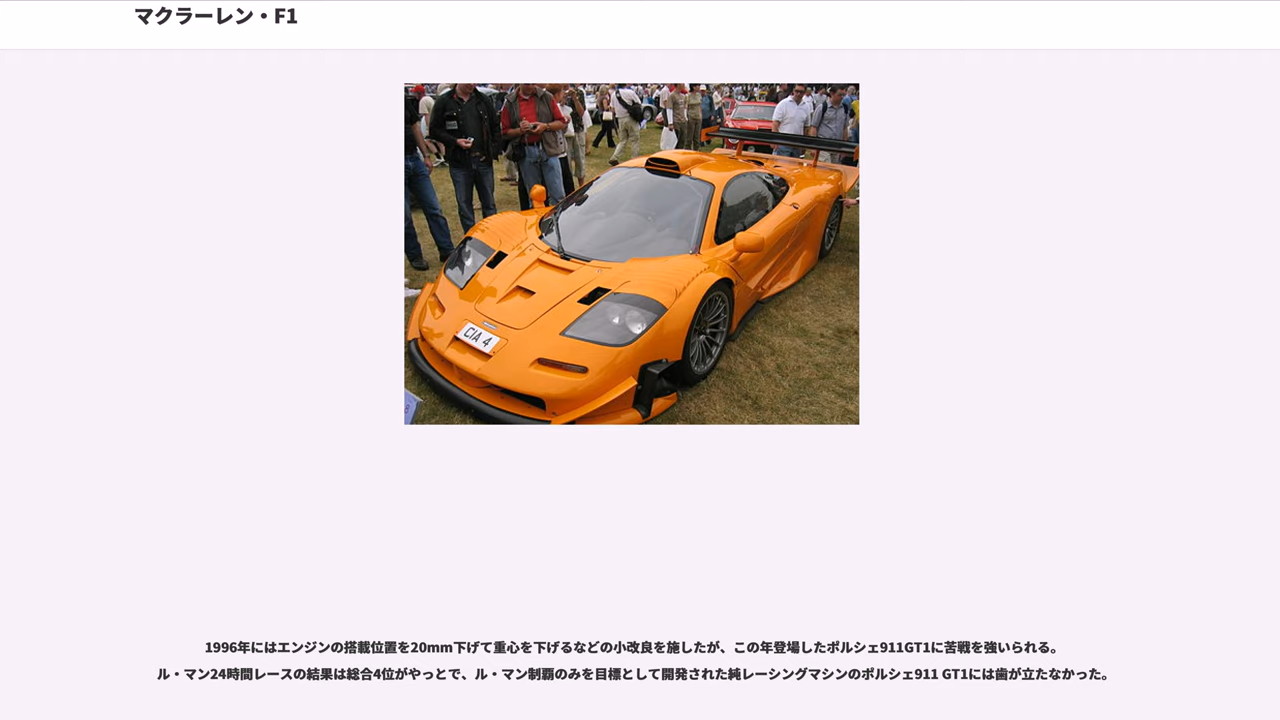 マクラーレン・F1
CIA 4
1996年にはエンジンの搭載位置を20mm下げて重心を下げるなどの小改良を施したが、この年登場したポルシェ911GT1に苦戦を強いられる。
ル・マン24時間レースの結果は総合4位がやっとで、ル・マン制覇のみを目標として開発された純レーシングマシンのポルシェ911 GT1には歯が立たなかった。